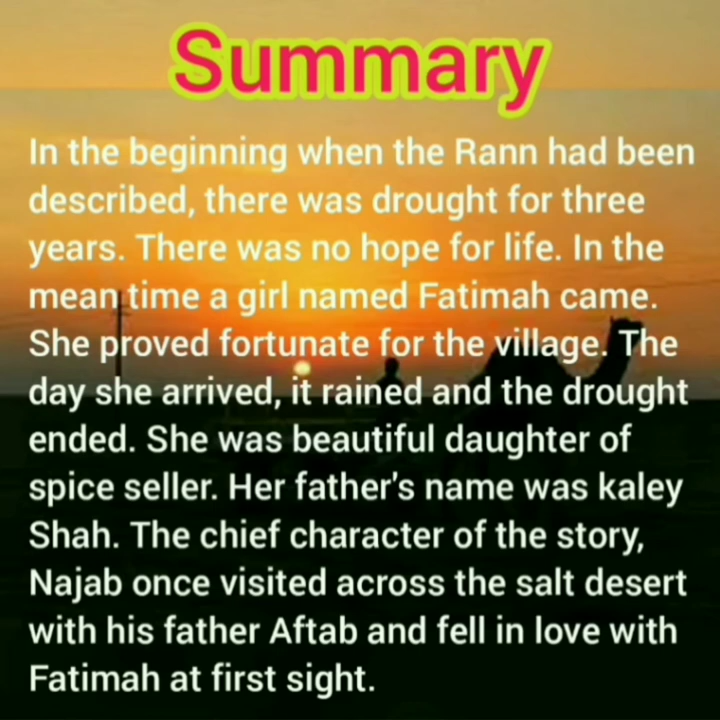 Summary
In the beginning when the Rann had been
described, there was drought for three
years. There was no hope for life. In the
mean time a girl named Fatimah came.
She proved fortunate for the village. The
day she arrived, it rained and the drought
ended. She was beautiful daughter of
spice seller. Her father's name was kaley
Shah. The chief character of the story,
Najab once visited across the salt desert
with his father Aftab and fell in love with
Fatimah at first sight.